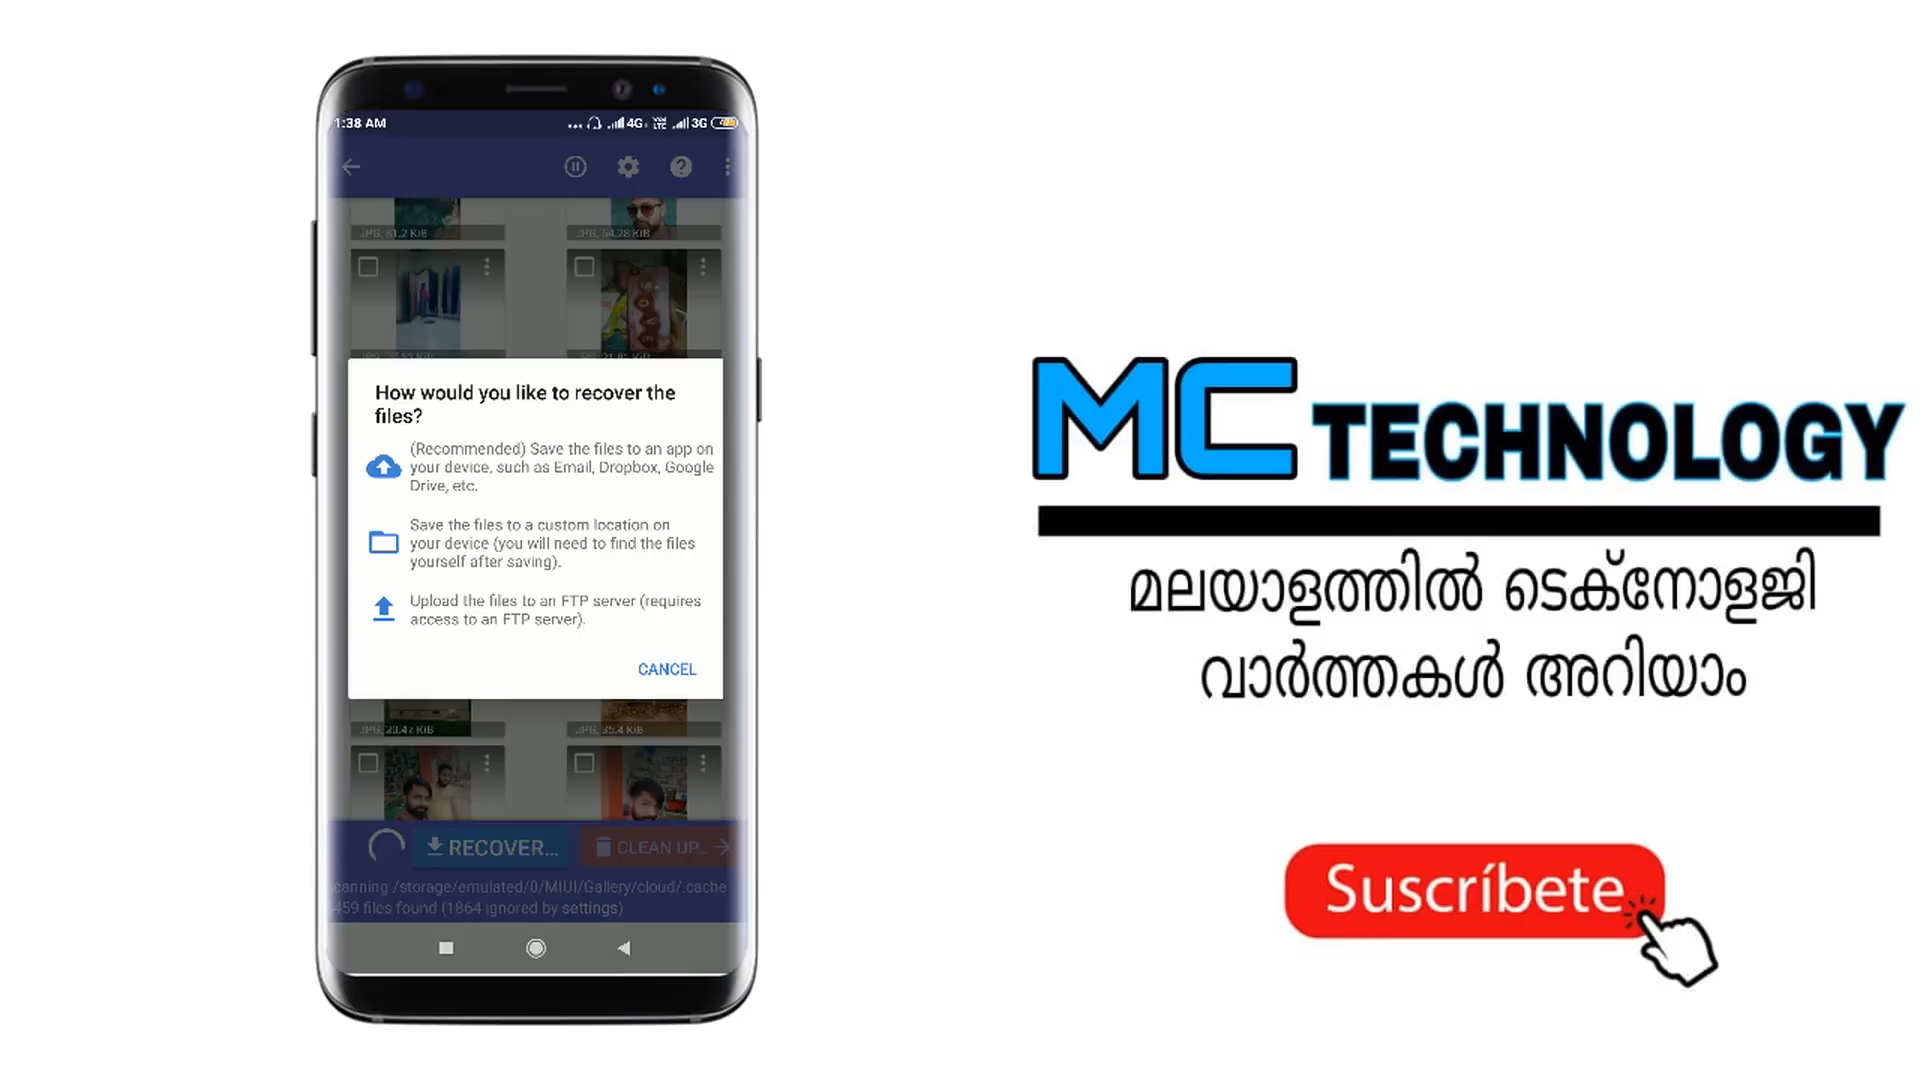 1:38 AM
4G
VoLTE
3G
JPG, 61.2 KiB
JPG, 54.28 KiB
How would you like to recover the
files?
(Recommended) Save the files to an app on
your device, such as Email, Dropbox, Google
Drive, etc.
Save the files to a custom location on
your device (you will need to find the files
yourself after saving).
Upload the files to an FTP server (requires
access to an FTP server).
CANCEL
JPG, 23.47 KiB
JPG, 35.4 KiB
RECOVER...
CLEAN UP...
canning /storage/emulated/0/MIUI/Gallery/cloud/.cache
459 files found (1864 ignored by settings)
MC TECHNOLOGY
മലയാളത്തിൽ ടെക്നോളജി
വാർത്തകൾ അറിയാം
Suscríbete